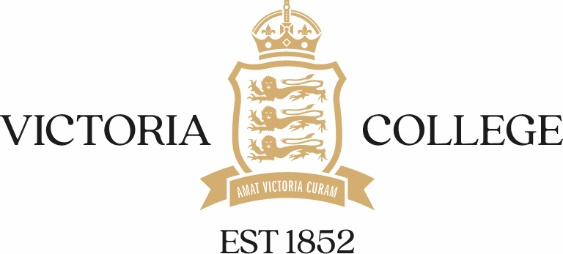 VICTORIA COLLEGE
AMAT VICTORIA CURAM
EST 1852